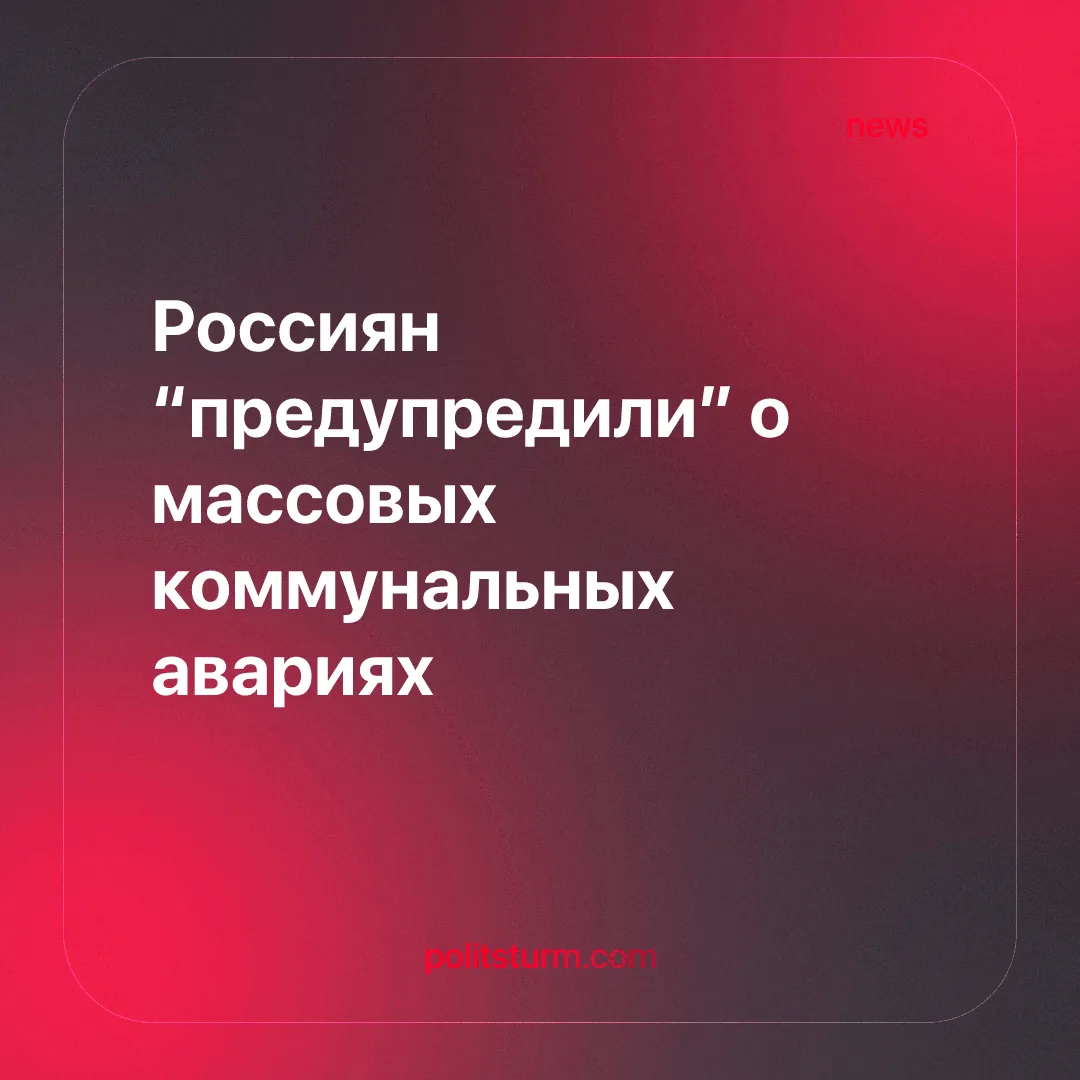 news
Россиян
“предупредили” о
массовых
коммунальных
авариях
politsturm.com